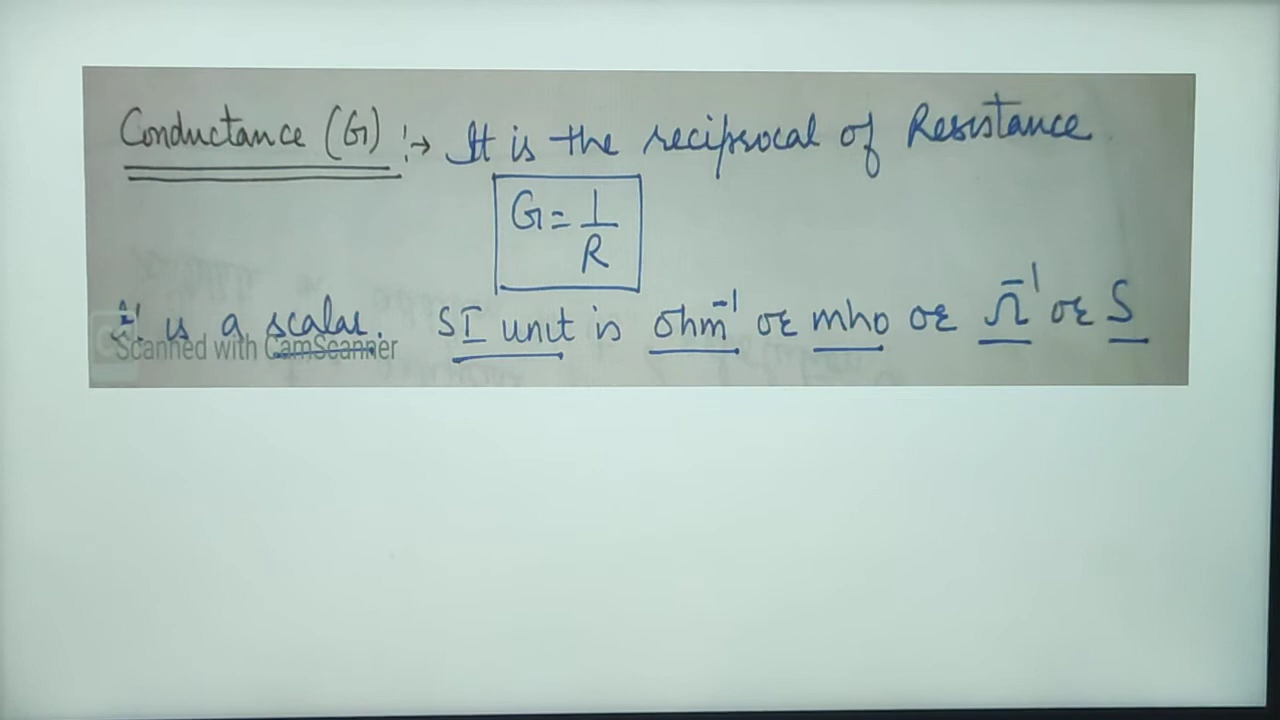 Conductance (G) :→ It is the reciprocal of Resistance
G = 1/R
It is a scalar. SI unit is ohm⁻¹ or mho or Ω⁻¹ or S
Scanned with CamScanner